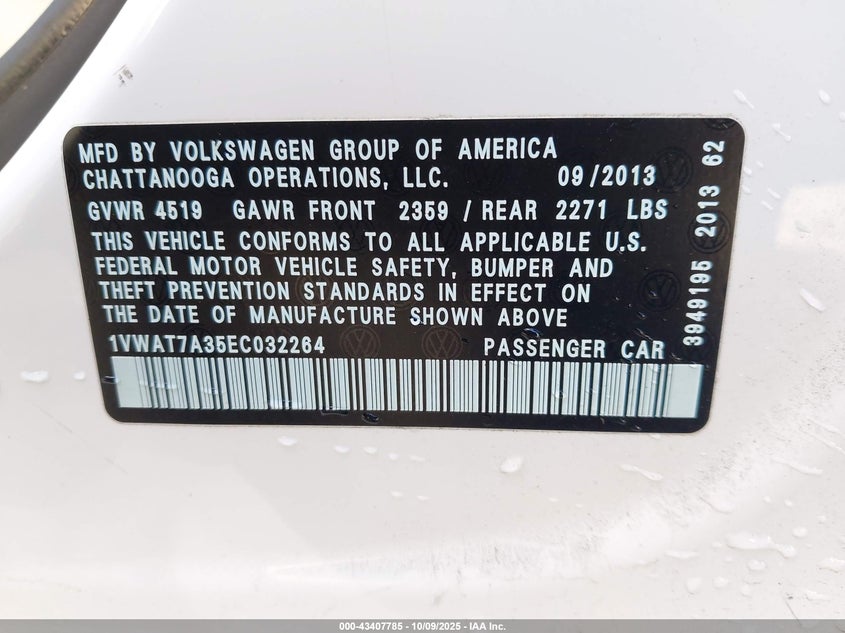 MFD BY VOLKSWAGEN GROUP OF AMERICA
CHATTANOOGA OPERATIONS, LLC. 09/2013
GVWR 4519 GAWR FRONT 2359 / REAR 2271 LBS
THIS VEHICLE CONFORMS TO ALL APPLICABLE U.S.
FEDERAL MOTOR VEHICLE SAFETY, BUMPER AND
THEFT PREVENTION STANDARDS IN EFFECT ON
THE DATE OF MANUFACTURE SHOWN ABOVE
1VWAT7A35EC032264 PASSENGER CAR
3949195 2013 62
000-43407785 - 10/09/2025 - IAA Inc.